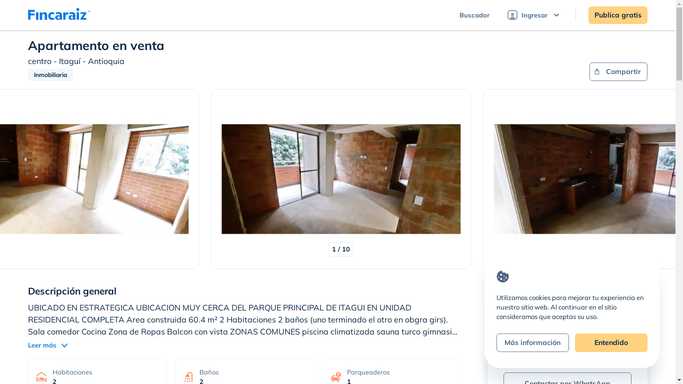 Fincaraiz
Buscador
Ingresar
Publica gratis
Apartamento en venta
centro - Itaguí - Antioquia
Inmobiliaria
Compartir
1 / 10
Descripción general
UBICADO EN ESTRATEGICA UBICACION MUY CERCA DEL PARQUE PRINCIPAL DE ITAGUI EN UNIDAD
RESIDENCIAL COMPLETA Area construida 60.4 m² 2 Habitaciones 2 baños (uno terminado el otro en obgra girs).
Sala comedor Cocina Zona de Ropas Balcon con vista ZONAS COMUNES piscina climatizada sauna turco gimnasi...
Leer más
Habitaciones
2
Baños
2
Parqueaderos
1
Utilizamos cookies para mejorar tu experiencia en
nuestro sitio web. Al continuar en el sitio
consideramos que aceptas su uso.
Más información
Entendido
Contactar por WhatsApp